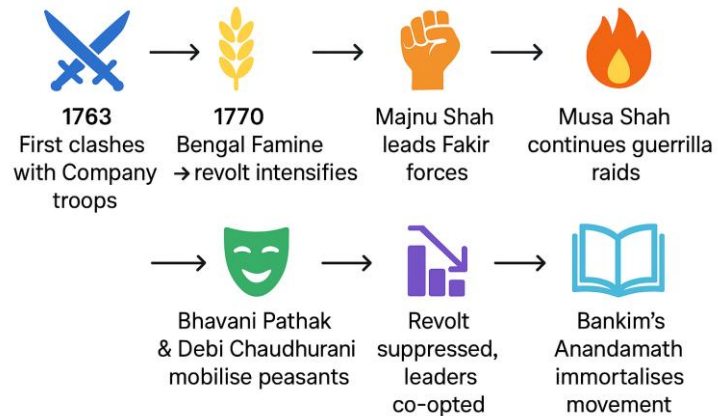 1763
First clashes
with Company
troops
1770
Bengal Famine
→ revolt intensifies
Majnu Shah
leads Fakir
forces
Musa Shah
continues guerrilla
raids
Bhavani Pathak
& Debi Chaudhurani
mobilise peasants
Revolt
suppressed,
leaders
co-opted
Bankim's
Anandamath
immortalises
movement